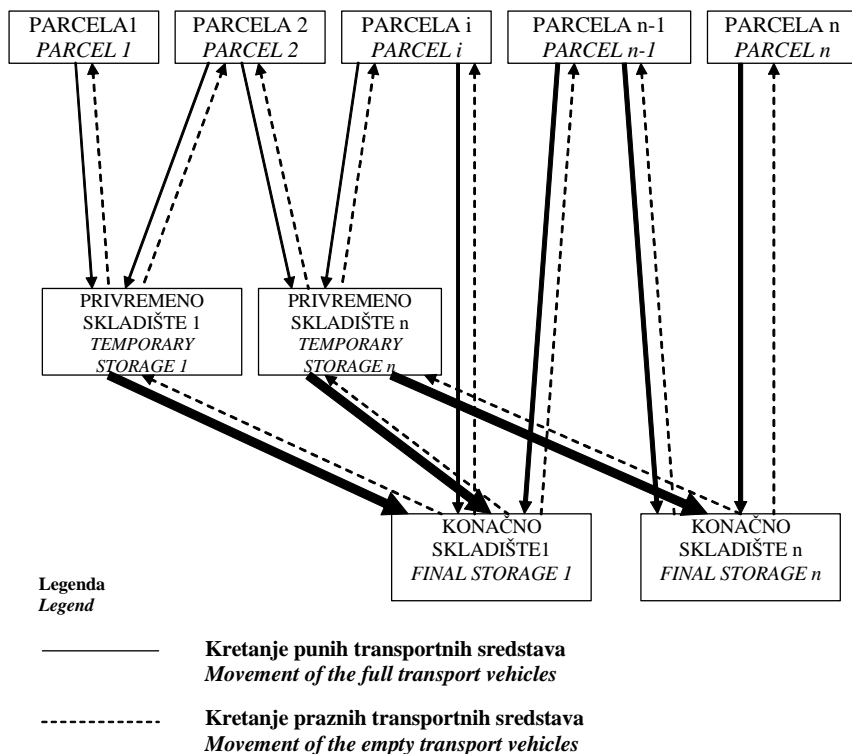 PARCELA1
PARCEL 1
PARCELA 2
PARCEL 2
PARCELA i
PARCEL i
PARCELA n-1
PARCEL n-1
PARCELA n
PARCEL n
PRIVREMENO
SKLADIŠTE 1
TEMPORARY
STORAGE 1
PRIVREMENO
SKLADIŠTE n
TEMPORARY
STORAGE n
KONAČNO
SKLADIŠTE1
FINAL STORAGE 1
KONAČNO
SKLADIŠTE n
FINAL STORAGE n
Legenda
Legend
Kretanje punih transportnih sredstava
Movement of the full transport vehicles
Kretanje praznih transportnih sredstava
Movement of the empty transport vehicles